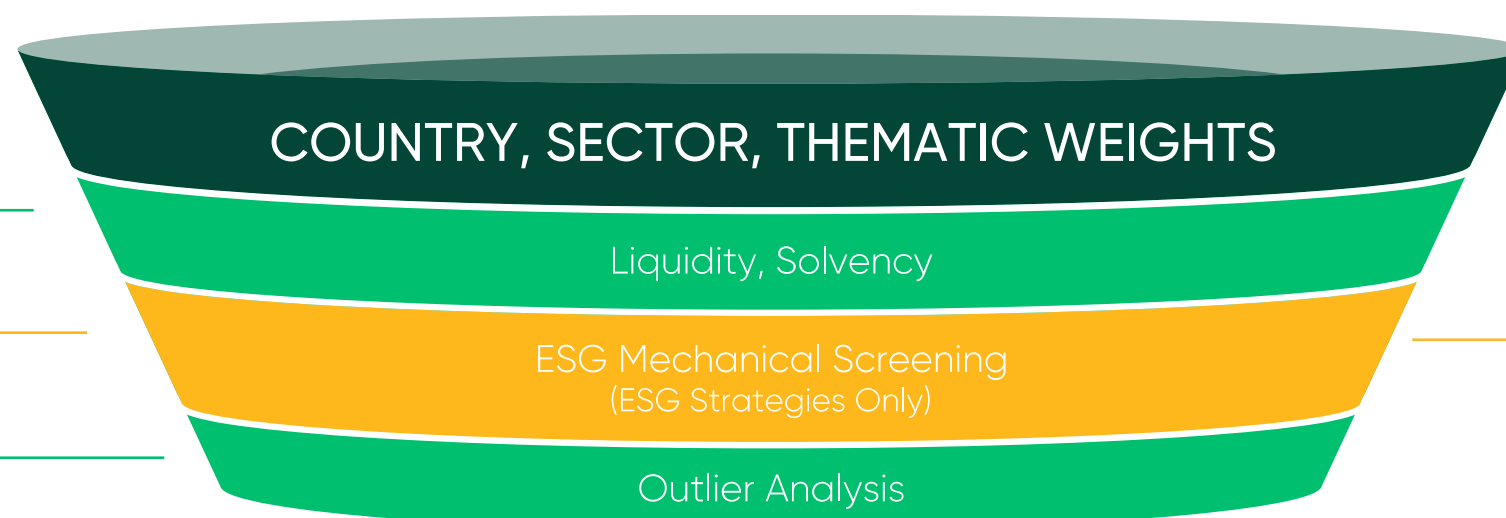 COUNTRY, SECTOR, THEMATIC WEIGHTS
Liquidity, Solvency
ESG Mechanical Screening
(ESG Strategies Only)
Outlier Analysis